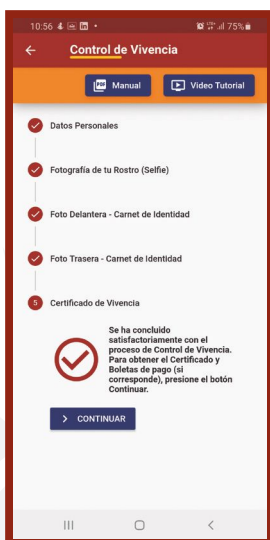 10:56
75%
Control de Vivencia
PDF Manual
Video Tutorial
Datos Personales
Fotografía de tu Rostro (Selfie)
Foto Delantera - Carnet de Identidad
Foto Trasera - Carnet de Identidad
5 Certificado de Vivencia
Se ha concluido
satisfactoriamente con el
proceso de Control de Vivencia.
Para obtener el Certificado y
Boletas de pago (si
corresponde), presione el botón
Continuar.
CONTINUAR